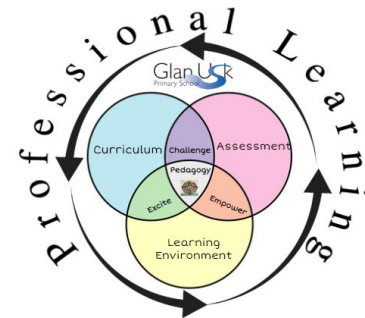 Professional Learning
Glan Usk
Primary School
Curriculum
Challenge
Assessment
Pedagogy
Excite
Empower
Learning
Environment